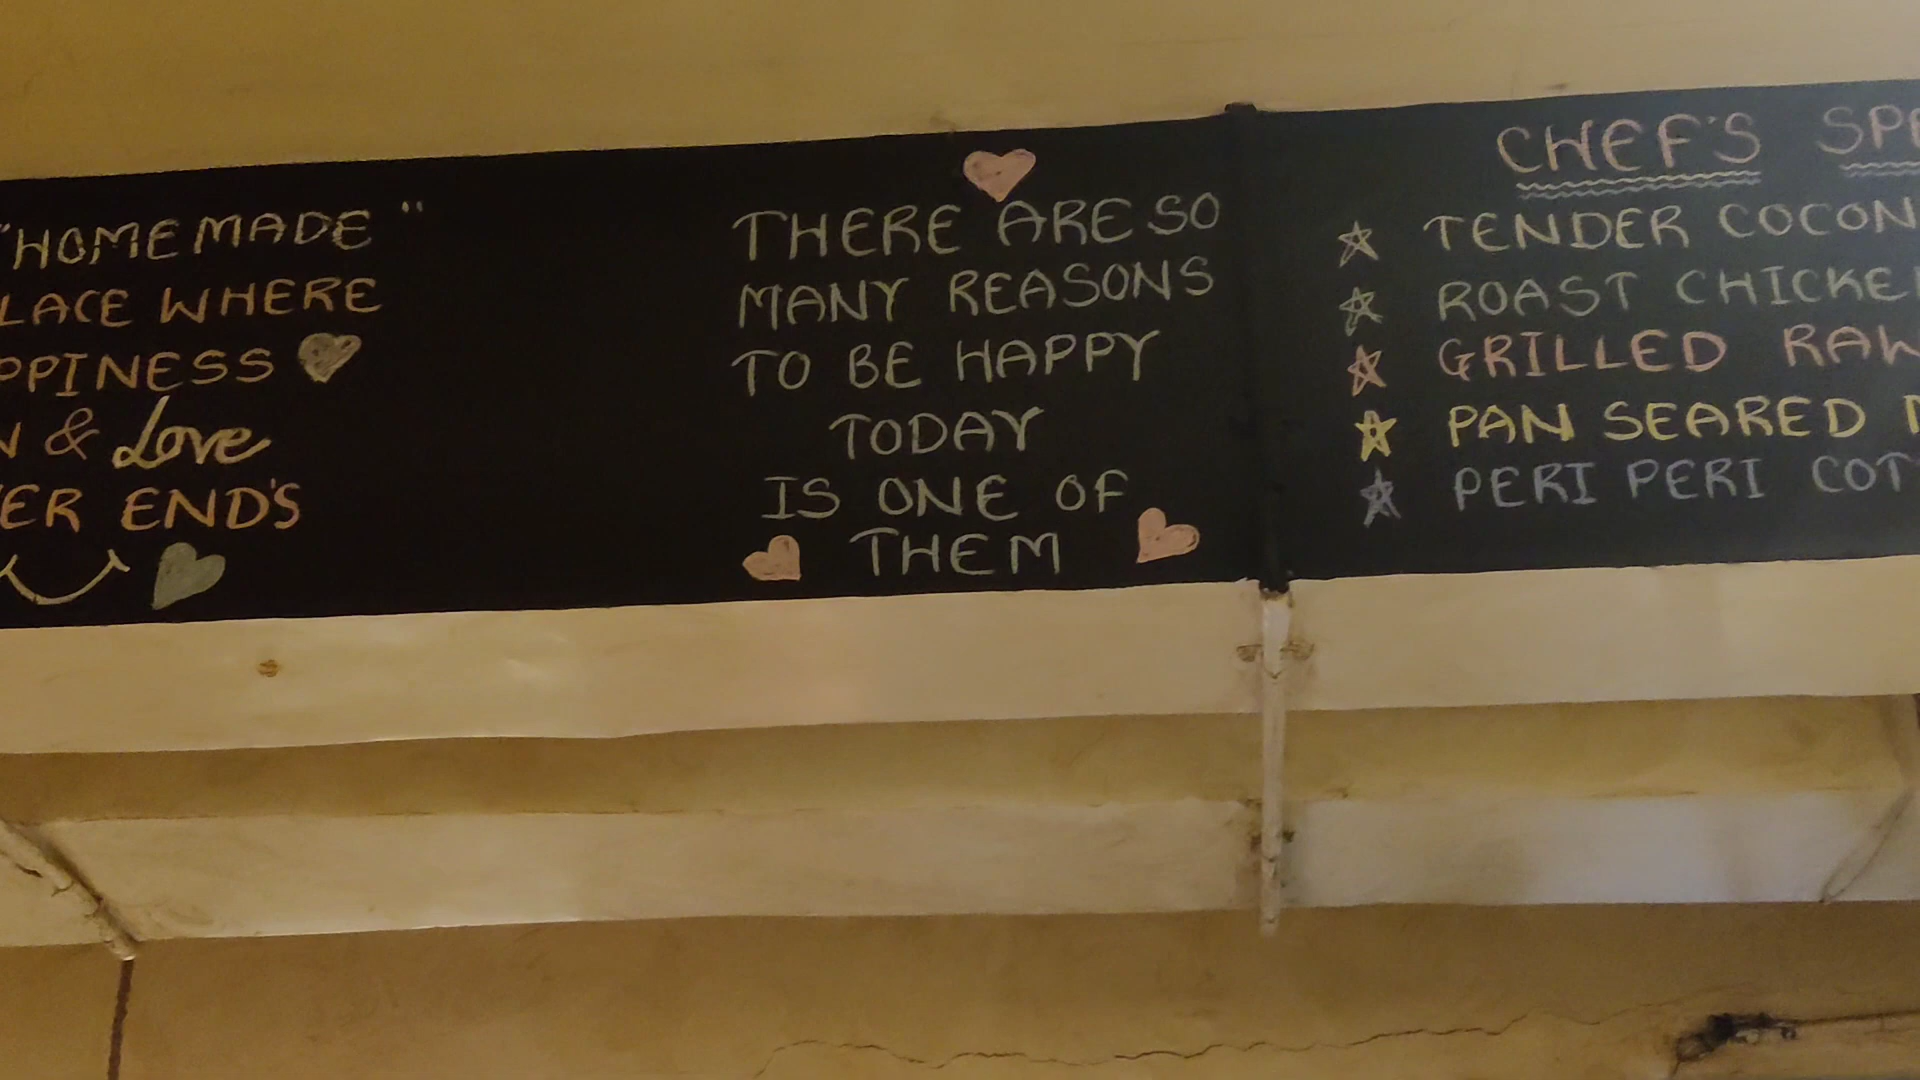 "HOMEMADE"
LACE WHERE
PPINESS
& Love
ER END'S
THERE ARE SO
MANY REASONS
TO BE HAPPY
TODAY
IS ONE OF
THEM
CHEF'S SPE
TENDER COCON
ROAST CHICKE
GRILLED RAW
PAN SEARED
PERI PERI COT